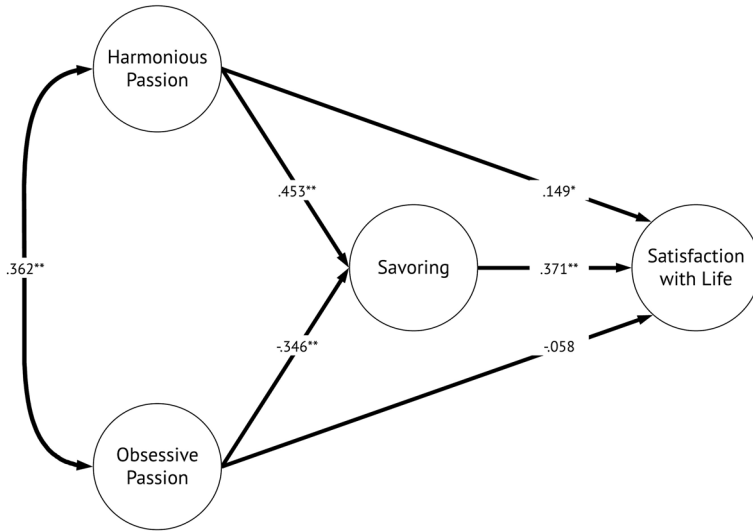 Harmonious
Passion
.453**
.149*
.362**
Savoring
.371**
Satisfaction
with Life
-.346**
-.058
Obsessive
Passion